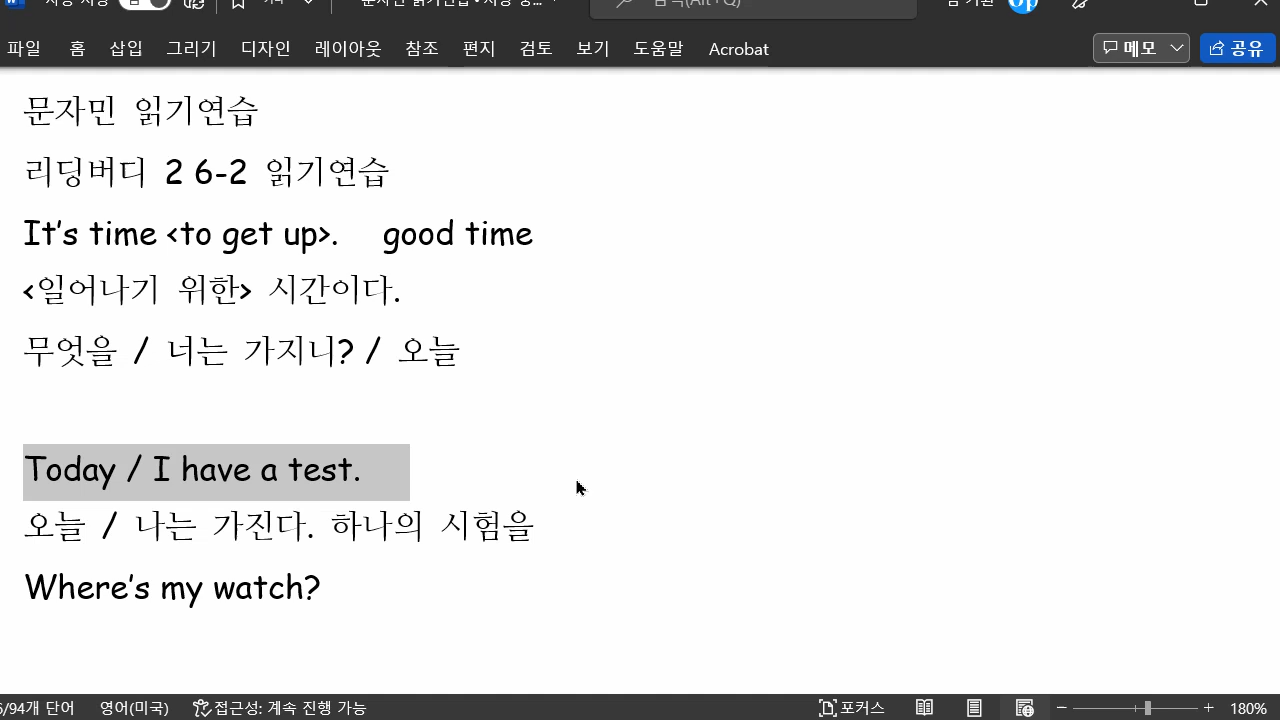 파일 홈 삽입 그리기 디자인 레이아웃 참조 편지 검토 보기 도움말 Acrobat 메모 공유
문자민 읽기연습
리딩버디 2 6-2 읽기연습
It's time <to get up>. good time
<일어나기 위한> 시간이다.
무엇을 / 너는 가지니? / 오늘
Today / I have a test.
오늘 / 나는 가진다. 하나의 시험을
Where's my watch?
6/94개 단어 영어(미국) 접근성: 계속 진행 가능 포커스 180%